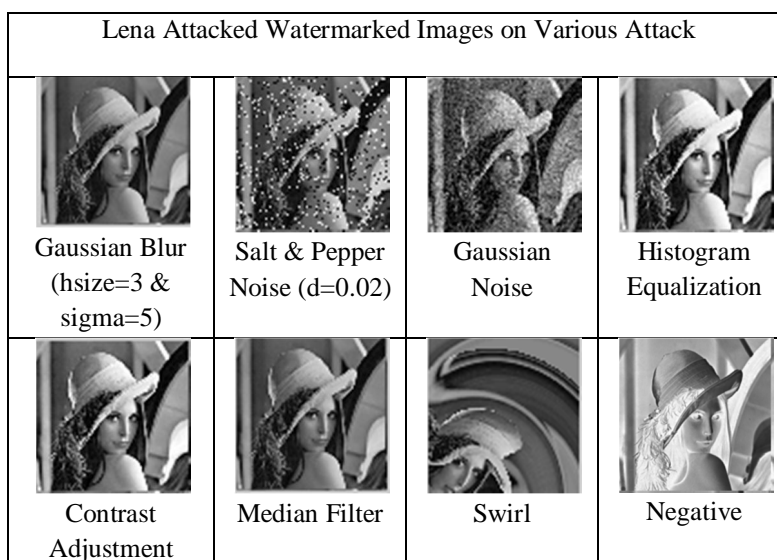 Lena Attacked Watermarked Images on Various Attack
Gaussian Blur
(hsize=3 &
sigma=5)
Salt & Pepper
Noise (d=0.02)
Gaussian
Noise
Histogram
Equalization
Contrast
Adjustment
Median Filter
Swirl
Negative